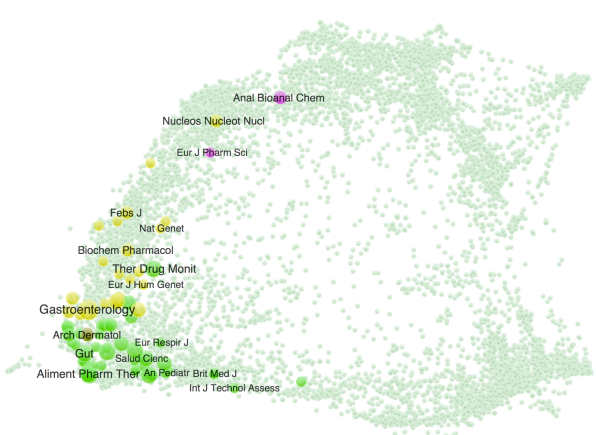 Anal Bioanal Chem
Nucleos Nucleot Nucl
Eur J Pharm Sci
Febs J
Nat Genet
Biochem Pharmacol
Ther Drug Monit
Eur J Hum Genet
Gastroenterology
Arch Dermatol
Eur Respir J
Gut
Salud Cienc
Aliment Pharm Ther
An Pediatr
Brit Med J
Int J Technol Assess